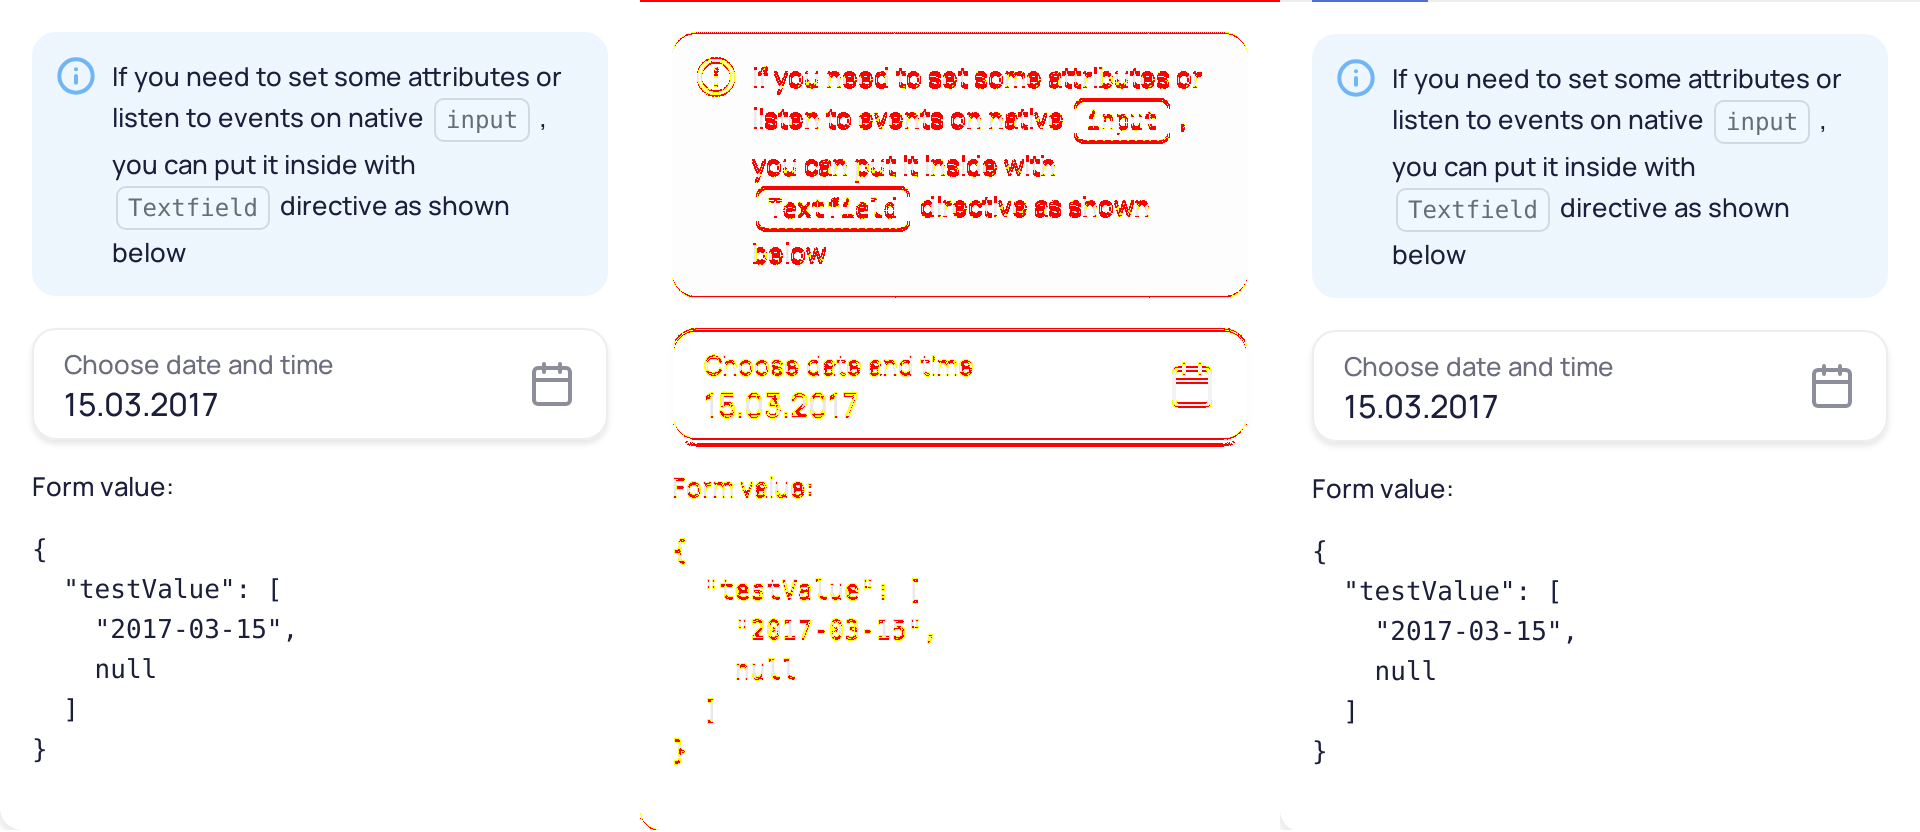 If you need to set some attributes or
listen to events on native input ,
you can put it inside with
Textfield directive as shown
below
Choose date and time
15.03.2017
Form value:
{
"testValue": [
"2017-03-15",
null
]
}
If you need to set some attributes or
listen to events on native input ,
you can put it inside with
Textfield directive as shown
below
Choose date and time
15.03.2017
Form value:
{
"testValue": [
"2017-03-15",
null
]
}
If you need to set some attributes or
listen to events on native input ,
you can put it inside with
Textfield directive as shown
below
Choose date and time
15.03.2017
Form value:
{
"testValue": [
"2017-03-15",
null
]
}